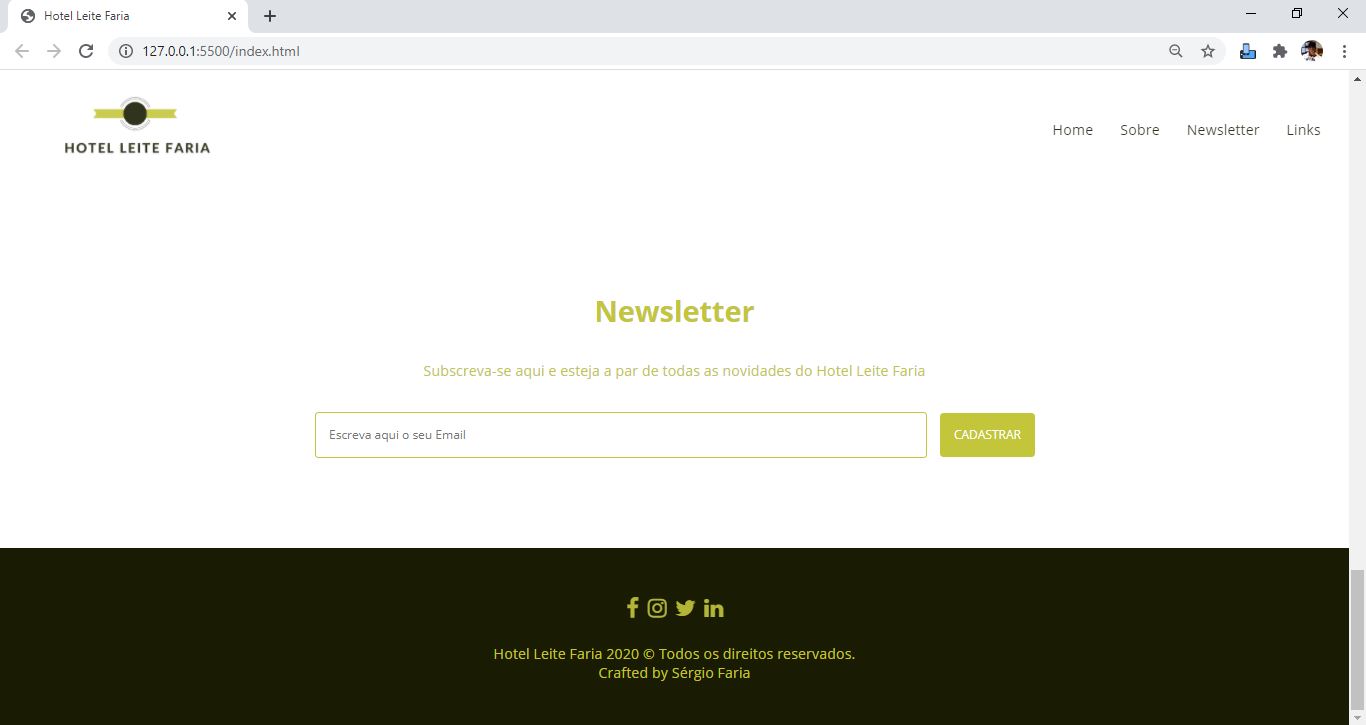 Hotel Leite Faria
127.0.0.1:5500/index.html
HOTEL LEITE FARIA
Home Sobre Newsletter Links
Newsletter
Subscreva-se aqui e esteja a par de todas as novidades do Hotel Leite Faria
Escreva aqui o seu Email CADASTRAR
Hotel Leite Faria 2020 © Todos os direitos reservados.
Crafted by Sérgio Faria